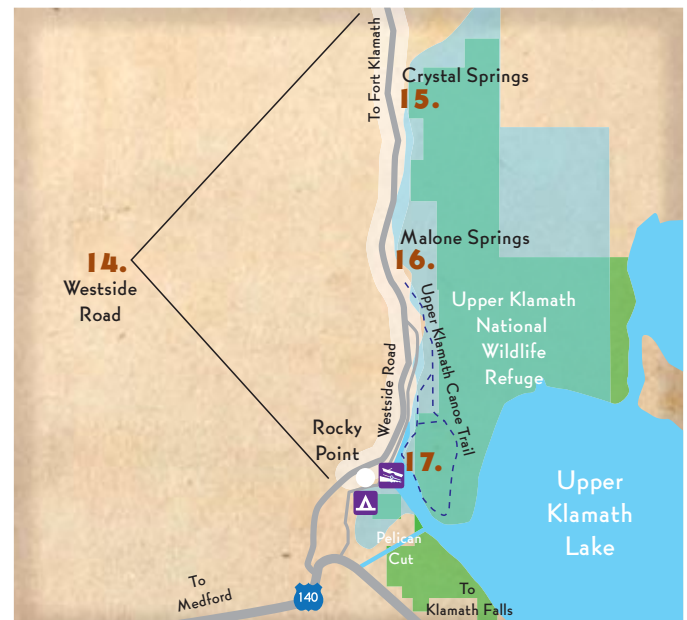 To Fort Klamath
Crystal Springs
15.
Malone Springs
16.
14.
Westside
Road
Upper Klamath Canoe Trail
Upper Klamath
National
Wildlife
Refuge
Westside Road
Rocky
Point
17.
Upper
Klamath
Lake
Pelican
Cut
To
Medford
140
To
Klamath Falls